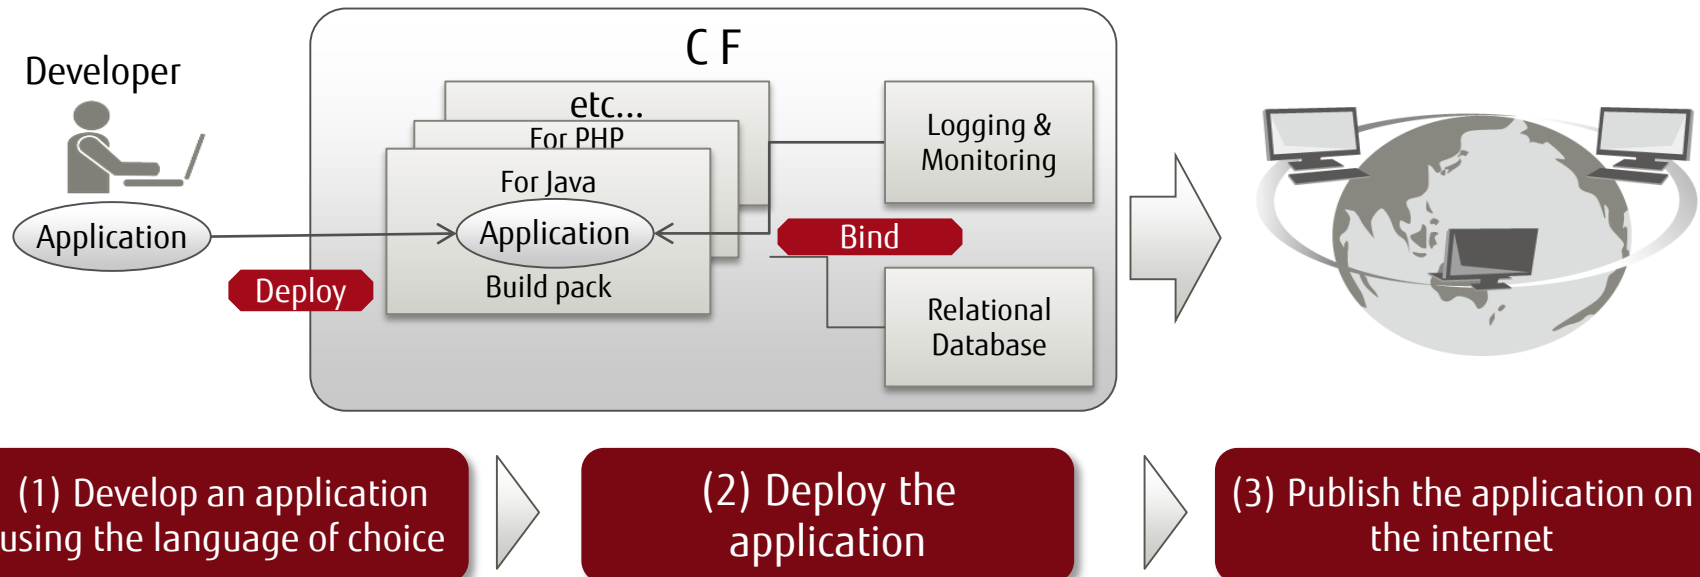 C F
Developer
etc...
For PHP
For Java
Application
Application
Build pack
Deploy
Bind
Logging &
Monitoring
Relational
Database
(1) Develop an application
using the language of choice
(2) Deploy the
application
(3) Publish the application on
the internet